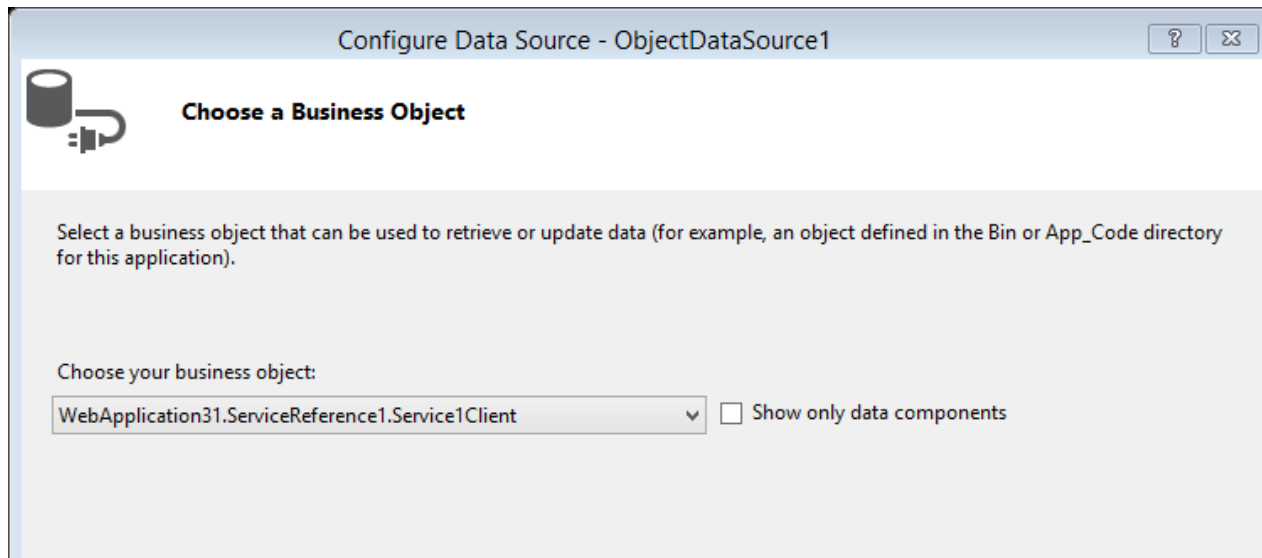 Configure Data Source - ObjectDataSource1
Choose a Business Object
Select a business object that can be used to retrieve or update data (for example, an object defined in the Bin or App_Code directory
for this application).
Choose your business object:
WebApplication31.ServiceReference1.Service1Client
Show only data components